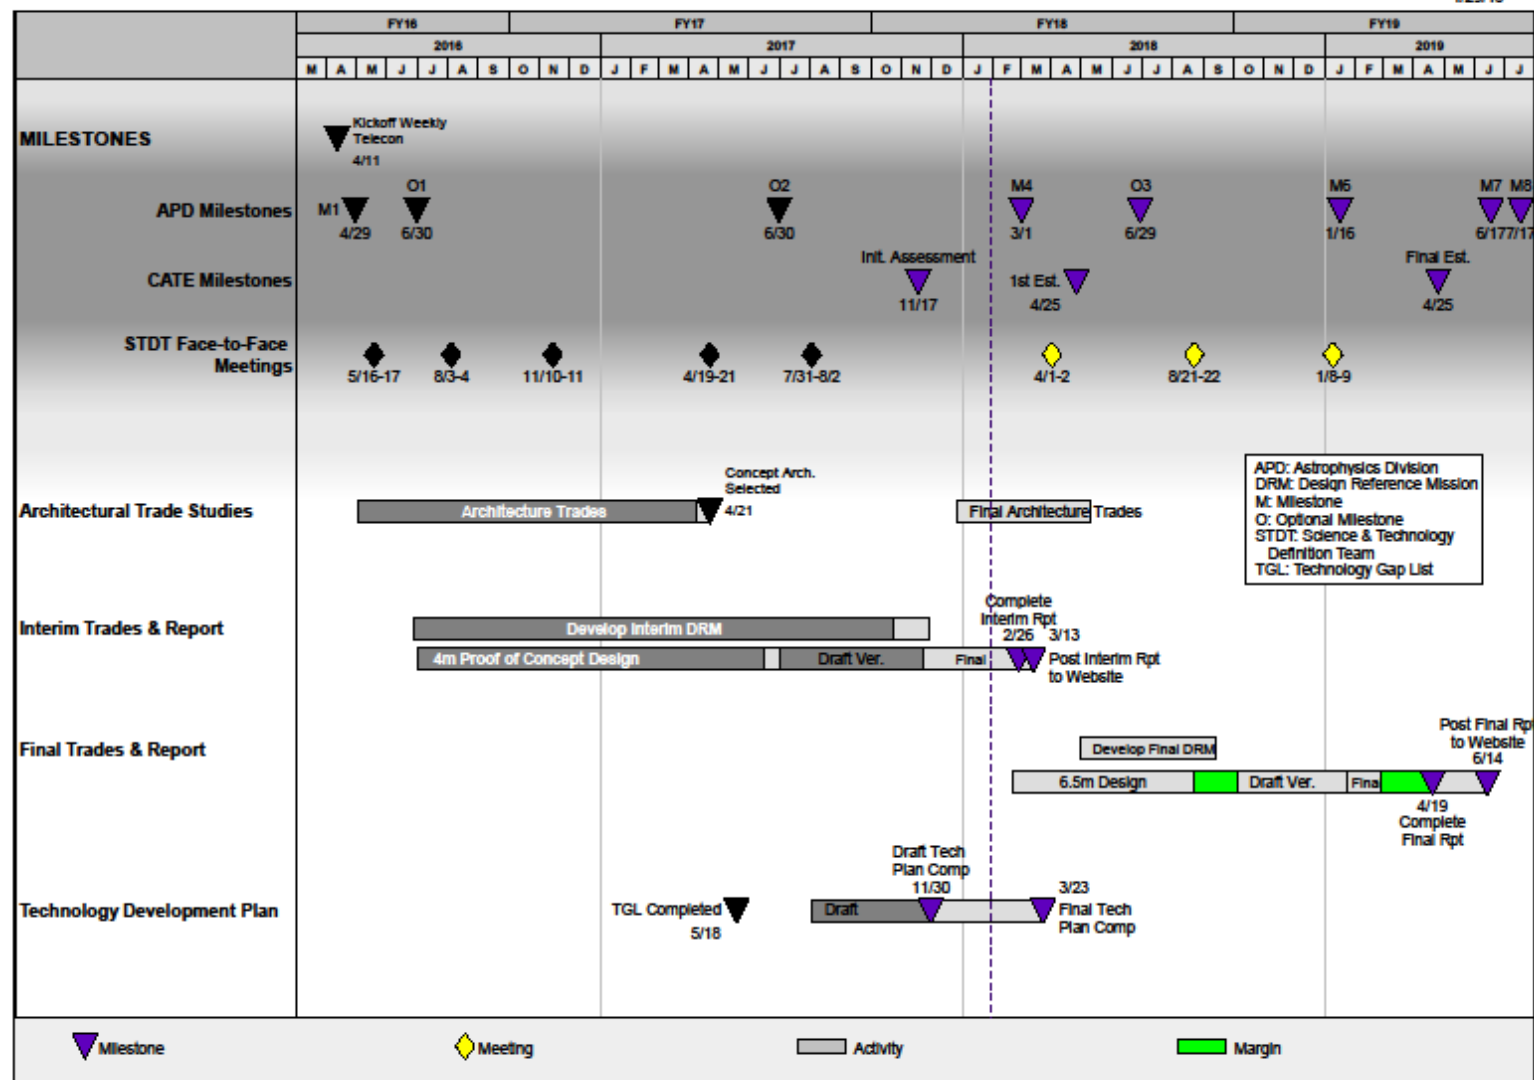 FY16 FY17 FY18 FY19
2016 2017 2018 2019
M A M J J A S O N D J F M A M J J A S O N D J F M A M J J A S O N D J F M A M J J
MILESTONES
Kickoff Weekly
Telecon
4/11
O1 O2 M4 O3 M6 M7 M8
APD Milestones M1
4/29 6/30 6/30 3/1 6/29 1/16 6/17 7/17
Init. Assessment Final Est.
CATE Milestones 1st Est.
11/17 4/25 4/25
STDT Face-to-Face
Meetings
5/16-17 8/3-4 11/10-11 4/19-21 7/31-8/2 4/1-2 8/21-22 1/8-9
APD: Astrophysics Division
DRM: Design Reference Mission
M: Milestone
O: Optional Milestone
STDT: Science & Technology
Definition Team
TGL: Technology Gap List
Concept Arch.
Selected
Architectural Trade Studies Architecture Trades 4/21 Final Architecture Trades
Complete
Interim Rpt
2/26 3/13
Interim Trades & Report Develop Interim DRM
4m Proof of Concept Design Draft Ver. Final Post Interim Rpt
to Website
Final Trades & Report Develop Final DRM
Post Final Rpt
to Website
6/14
6.5m Design Draft Ver. Final
4/19
Complete
Final Rpt
Draft Tech
Plan Comp
11/30 3/23
Technology Development Plan TGL Completed Draft Final Tech
Plan Comp
5/18
Milestone Meeting Activity Margin